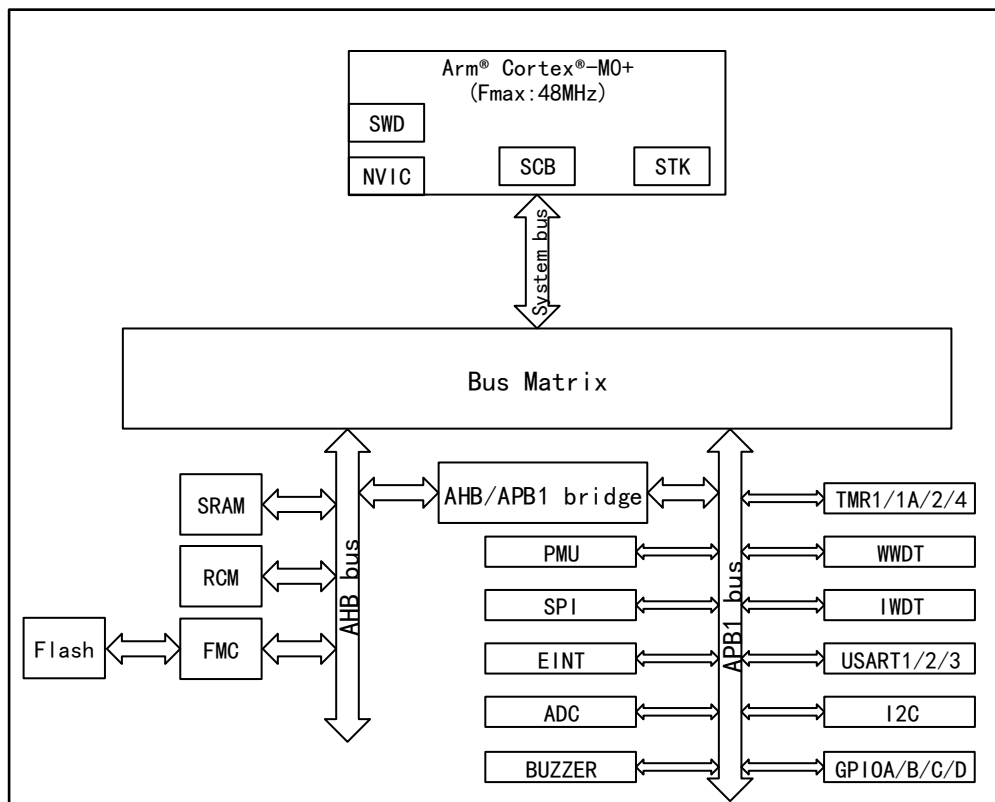 Arm® Cortex®-M0+
(Fmax:48MHz)
SWD
NVIC
SCB
STK
System bus
Bus Matrix
AHB bus
AHB/APB1 bridge
APB1 bus
SRAM
RCM
Flash
FMC
PMU
SPI
EINT
ADC
BUZZER
TMR1/1A/2/4
WWDT
IWDT
USART1/2/3
I2C
GPIOA/B/C/D